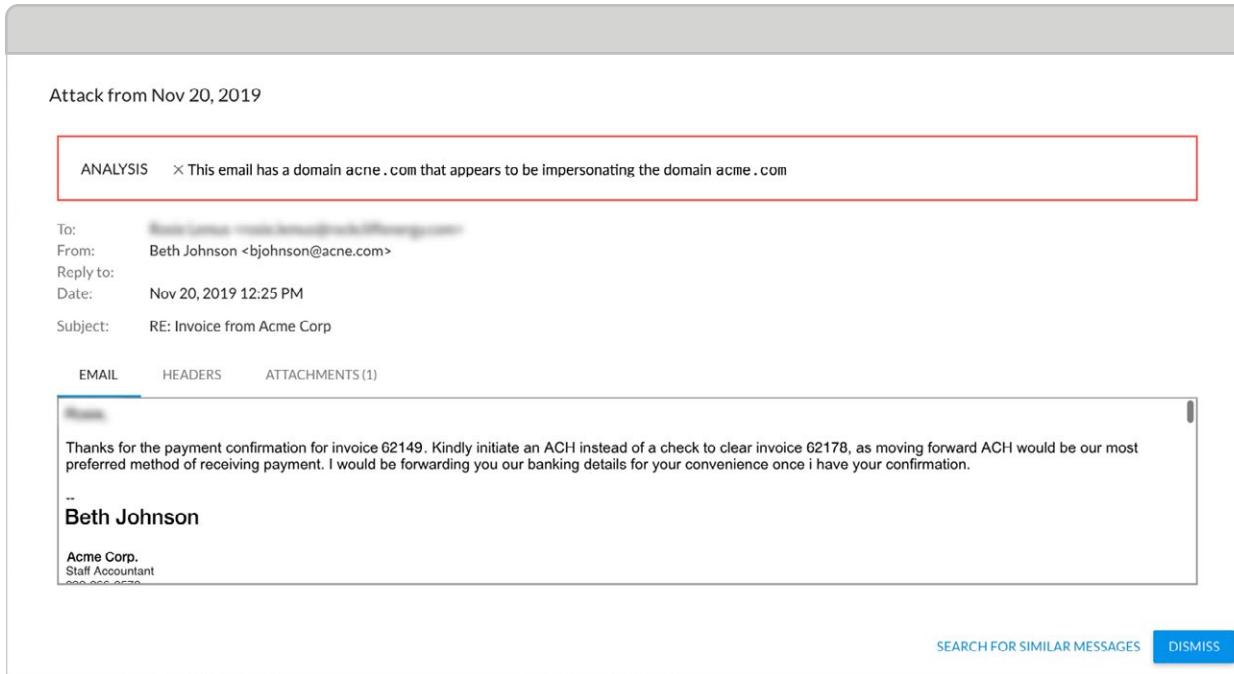 Attack from Nov 20, 2019
ANALYSIS × This email has a domain acne.com that appears to be impersonating the domain acme.com
To:
From: Beth Johnson <bjohnson@acne.com>
Reply to:
Date: Nov 20, 2019 12:25 PM
Subject: RE: Invoice from Acme Corp
EMAIL HEADERS ATTACHMENTS (1)
Thanks for the payment confirmation for invoice 62149. Kindly initiate an ACH instead of a check to clear invoice 62178, as moving forward ACH would be our most
preferred method of receiving payment. I would be forwarding you our banking details for your convenience once i have your confirmation.
--
Beth Johnson
Acme Corp.
Staff Accountant
SEARCH FOR SIMILAR MESSAGES DISMISS